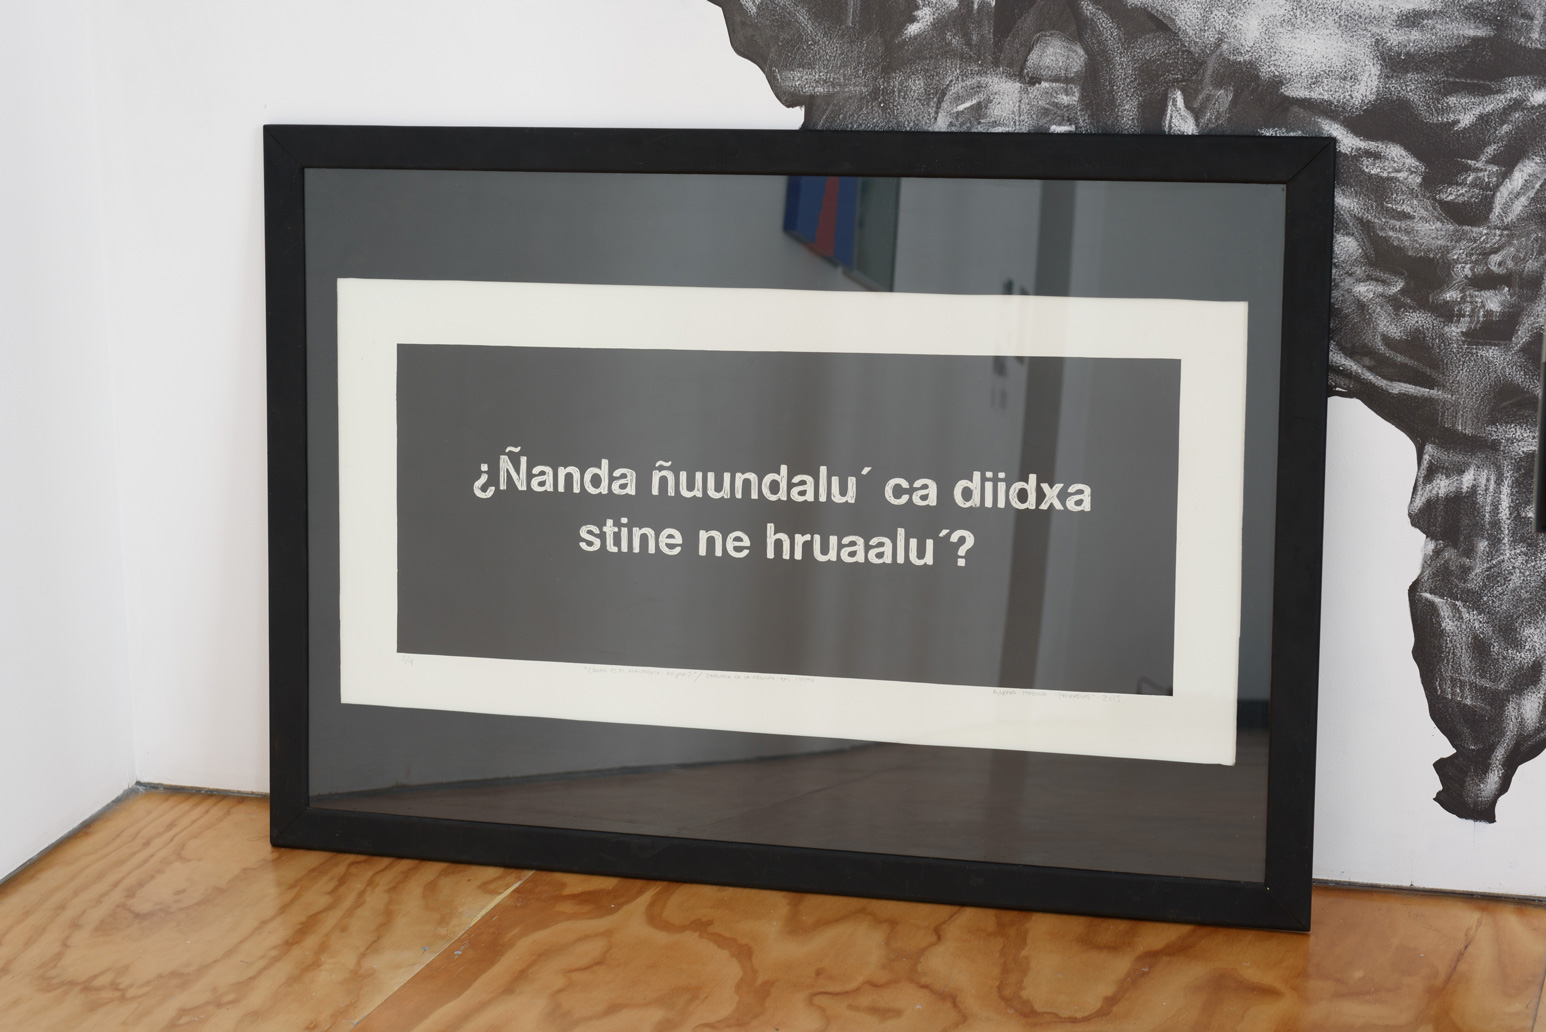 ¿Ñanda ñuundalu´ ca diidxa
stine ne hruaalu´?